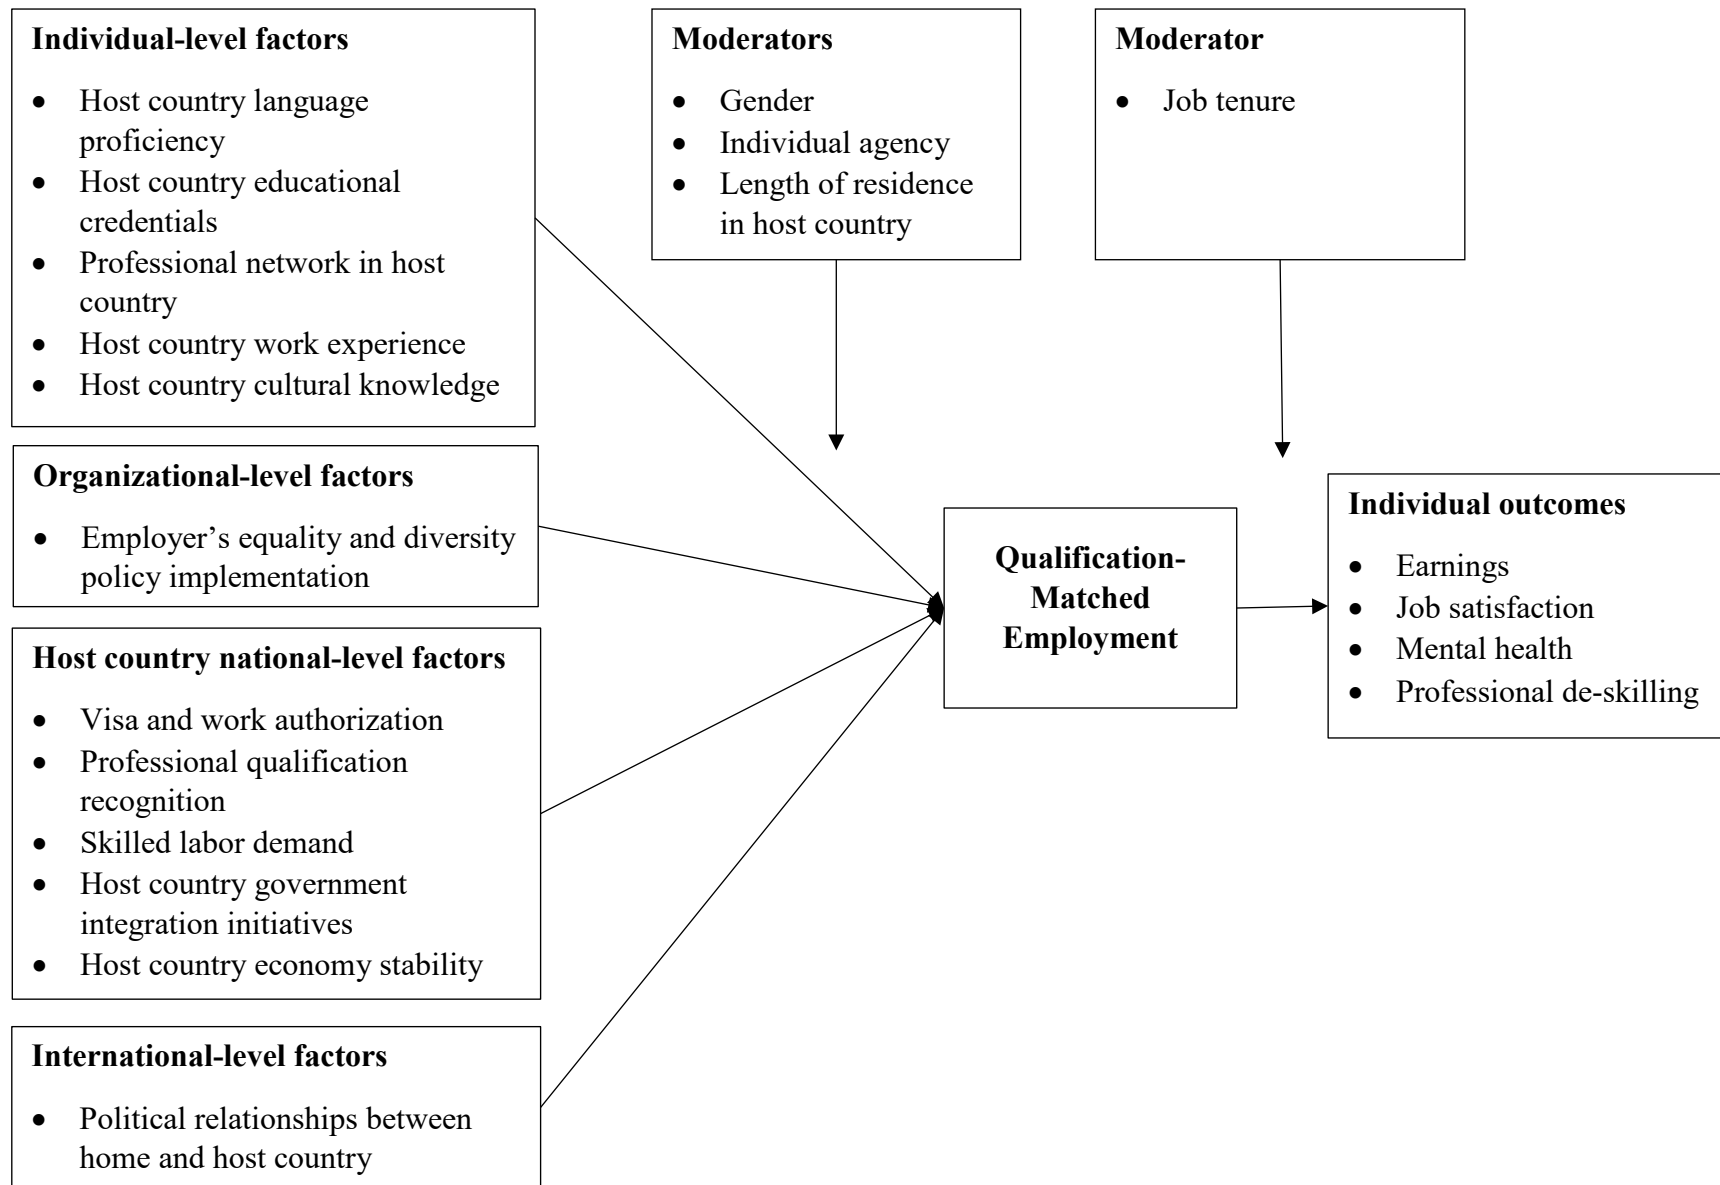 Individual-level factors
• Host country language
proficiency
• Host country educational
credentials
• Professional network in host
country
• Host country work experience
• Host country cultural knowledge
Organizational-level factors
• Employer’s equality and diversity
policy implementation
Host country national-level factors
• Visa and work authorization
• Professional qualification
recognition
• Skilled labor demand
• Host country government
integration initiatives
• Host country economy stability
International-level factors
• Political relationships between
home and host country
Moderators
• Gender
• Individual agency
• Length of residence
in host country
Moderator
• Job tenure
Qualification-
Matched
Employment
Individual outcomes
• Earnings
• Job satisfaction
• Mental health
• Professional de-skilling